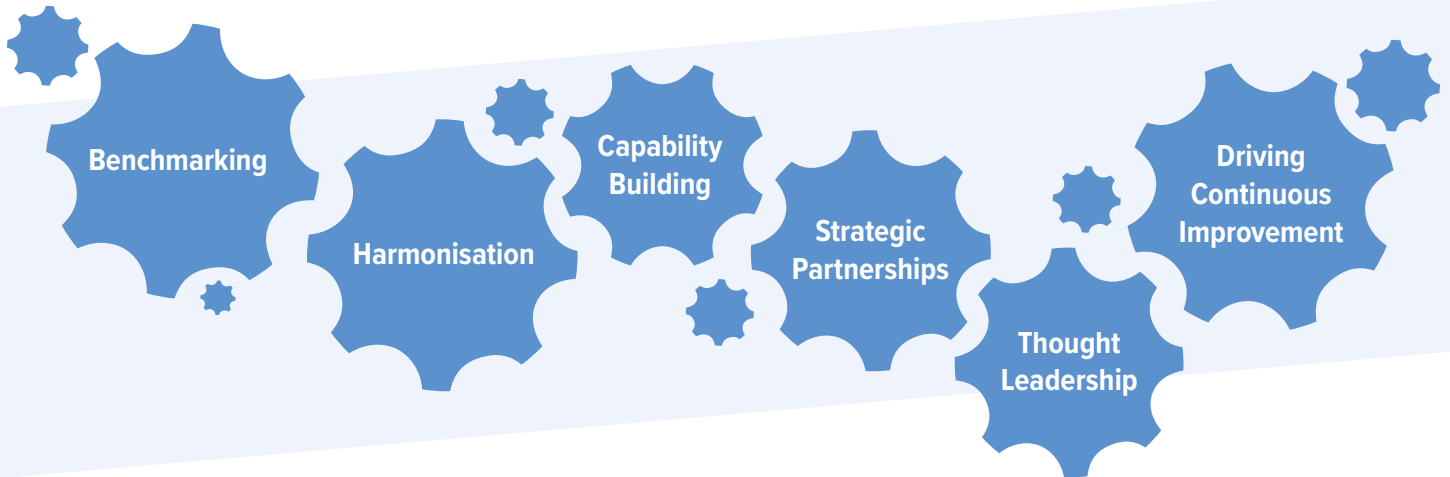 Benchmarking
Harmonisation
Capability
Building
Strategic
Partnerships
Thought
Leadership
Driving
Continuous
Improvement